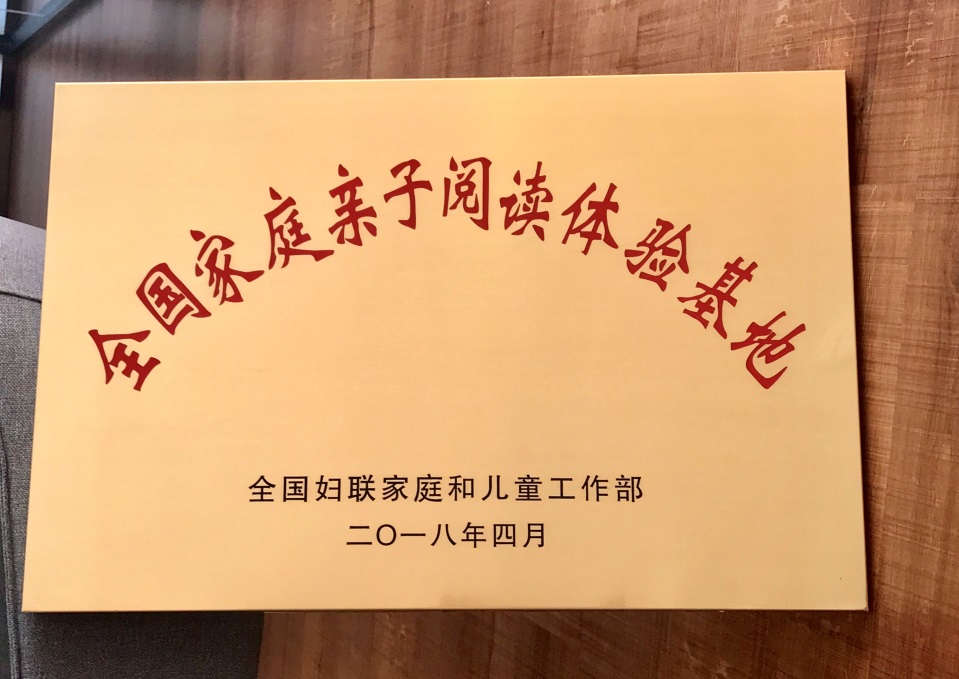 全国家庭亲子阅读体验基地
全国妇联家庭和儿童工作部
二〇一八年四月